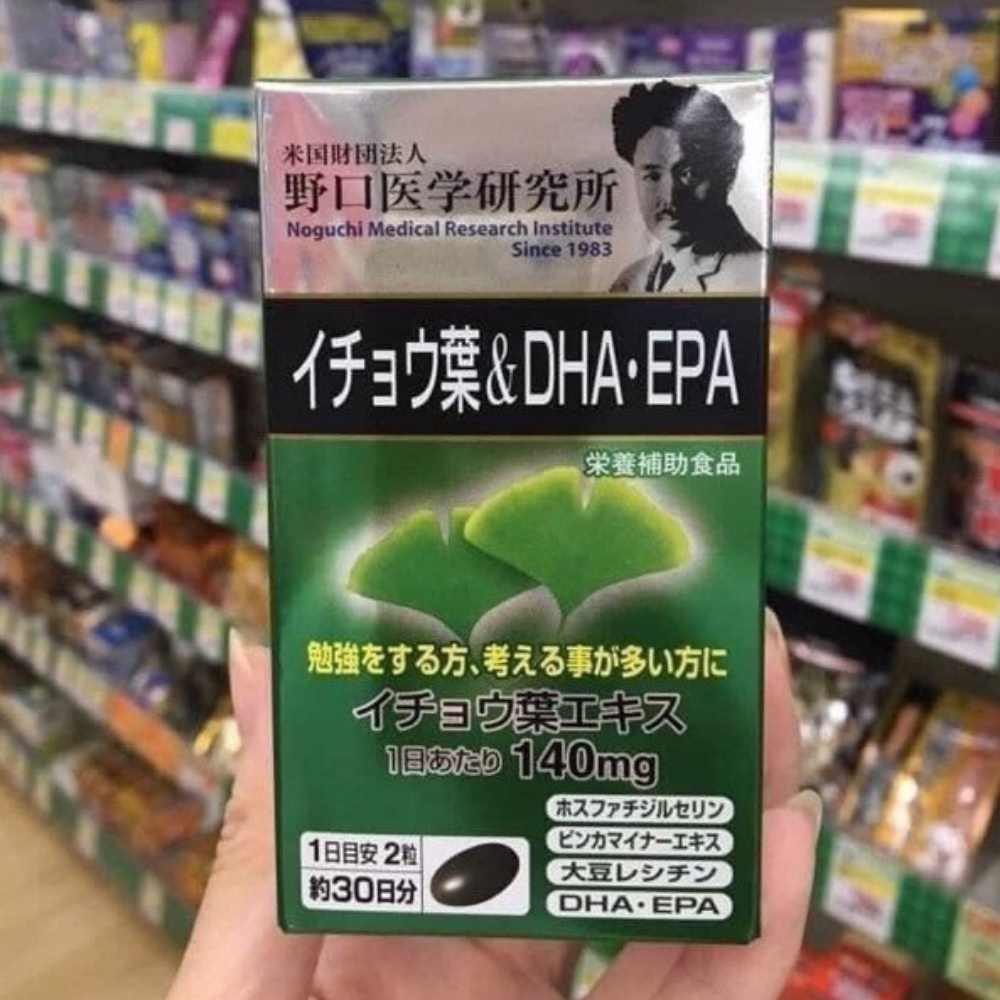 米国財団法人
野口医学研究所
Noguchi Medical Research Institute
Since 1983
イチョウ葉&DHA・EPA
栄養補助食品
勉強をする方、考える事が多い方に
イチョウ葉エキス
1日あたり 140mg
ホスファチジルセリン
ビンカマイナーエキス
大豆レシチン
DHA・EPA
1日目安 2粒
約30日分